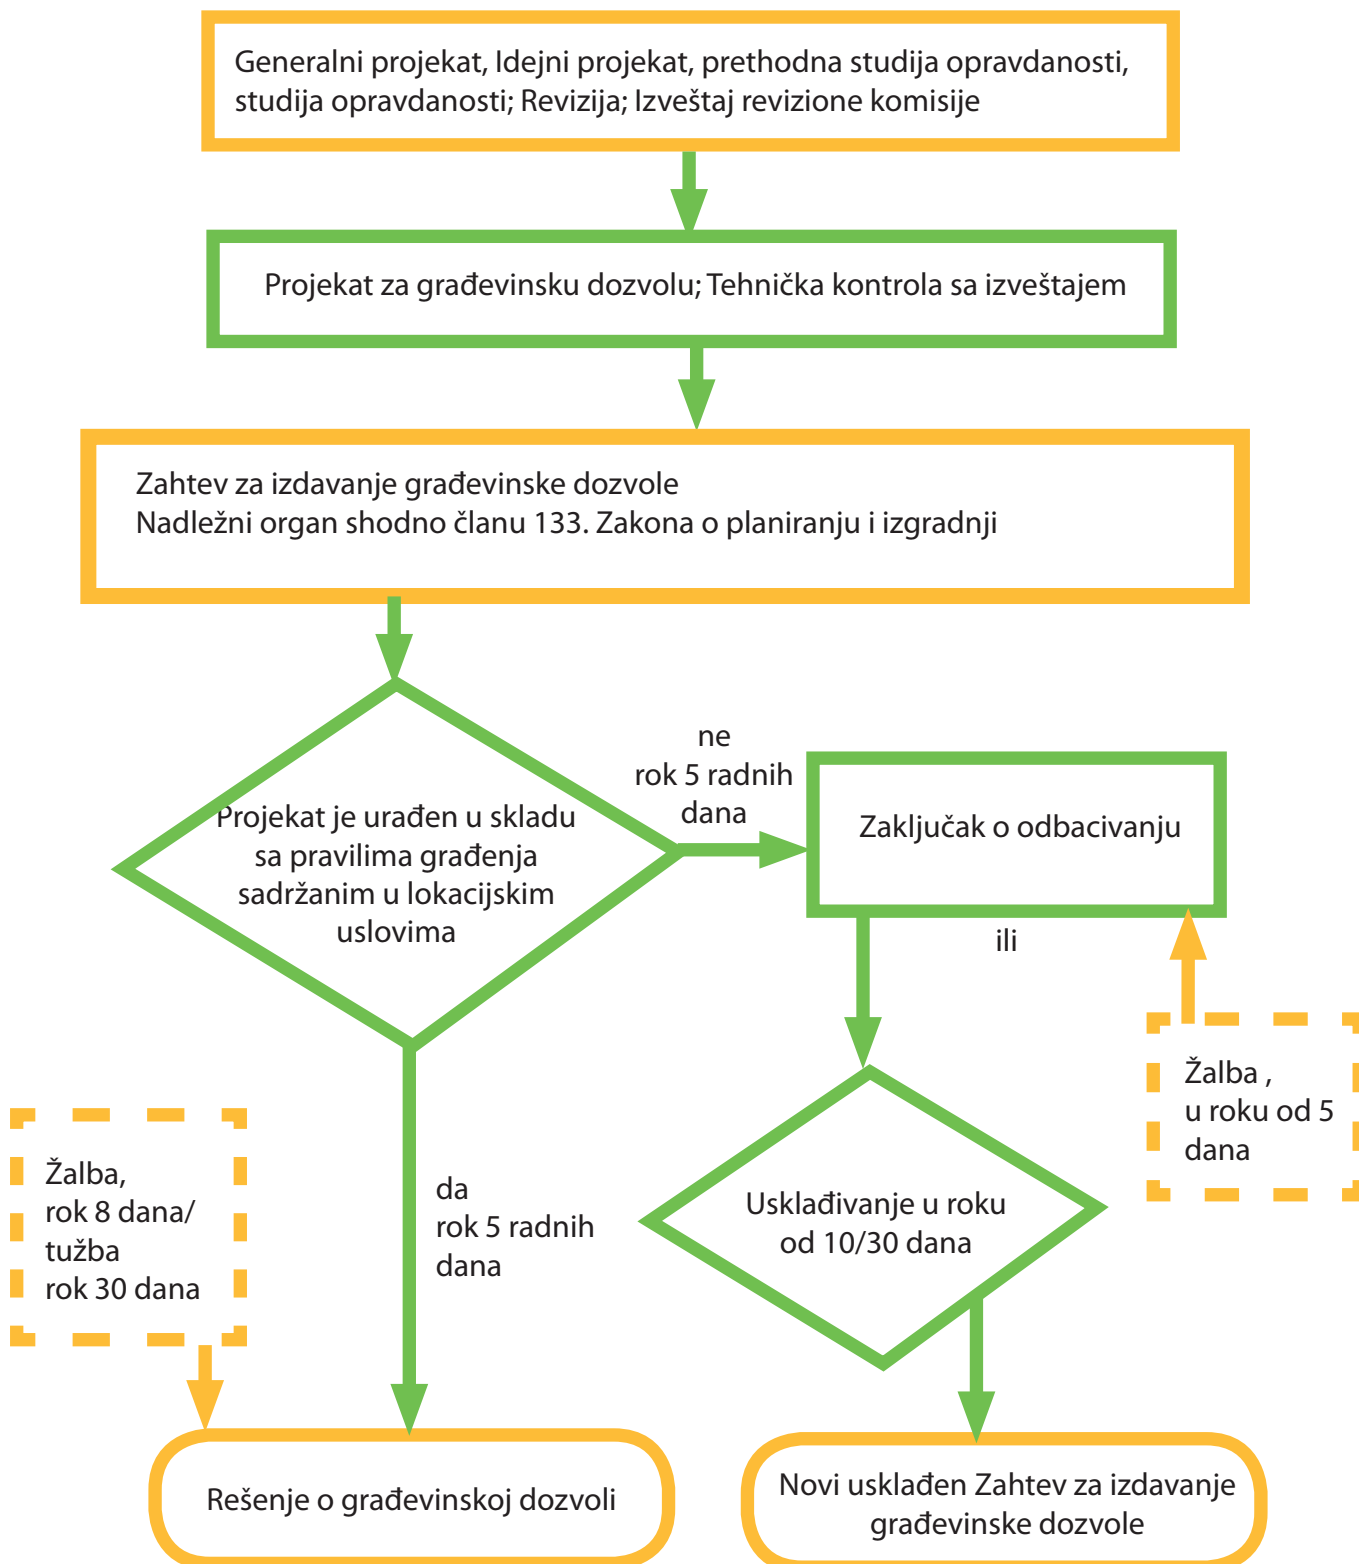 Generalni projekat, Idejni projekat, prethodna studija opravdanosti,
studija opravdanosti; Revizija; Izveštaj revizione komisije
Projekat za građevinsku dozvolu; Tehnička kontrola sa izveštajem
Zahtev za izdavanje građevinske dozvole
Nadležni organ shodno članu 133. Zakona o planiranju i izgradnji
Projekat je urađen u skladu
sa pravilima građenja
sadržanim u lokacijskim
uslovima
ne
rok 5 radnih
dana
Zaključak o odbacivanju
ili
Žalba ,
u roku od 5
dana
Žalba,
rok 8 dana/
tužba
rok 30 dana
da
rok 5 radnih
dana
Usklađivanje u roku
od 10/30 dana
Rešenje o građevinskoj dozvoli
Novi usklađen Zahtev za izdavanje
građevinske dozvole